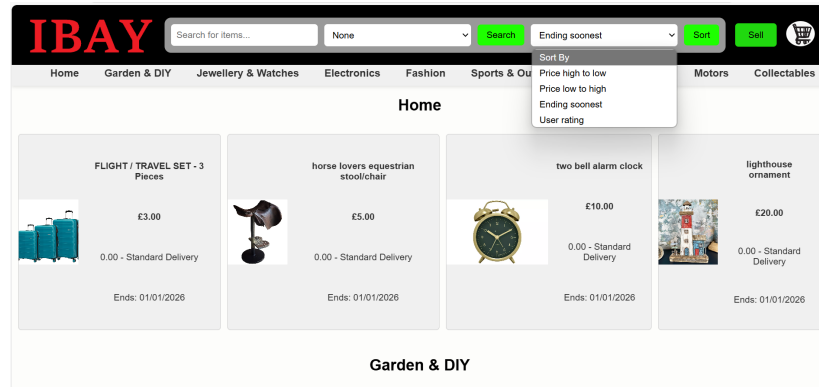 IBAY
Search for items...
None
Search
Ending soonest
Sort
Sell
Sort By
Price high to low
Price low to high
Ending soonest
User rating
Home
Garden & DIY
Jewellery & Watches
Electronics
Fashion
Sports & Ou
Motors
Collectables
Home
FLIGHT / TRAVEL SET - 3
Pieces
£3.00
0.00 - Standard Delivery
Ends: 01/01/2026
horse lovers equestrian
stool/chair
£5.00
0.00 - Standard Delivery
Ends: 01/01/2026
two bell alarm clock
£10.00
0.00 - Standard
Delivery
Ends: 01/01/2026
lighthouse
ornament
£20.00
0.00 - Standard
Delivery
Ends: 01/01/2026
Garden & DIY